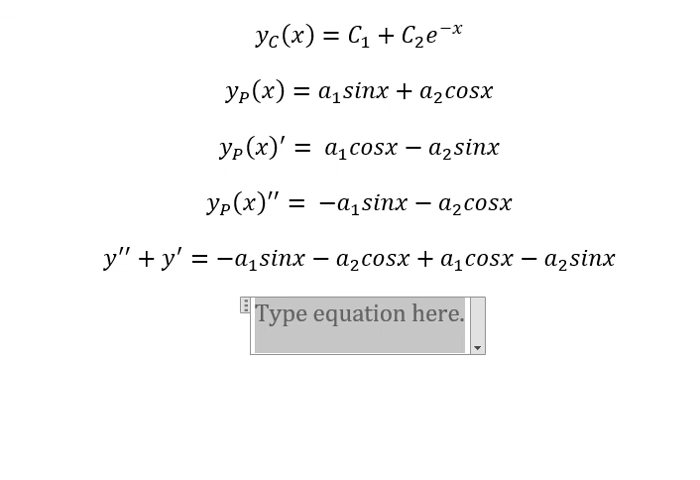 y_C(x) = C_1 + C_2e^{-x}
y_P(x) = a_1sinx + a_2cosx
y_P(x)′ = a_1cosx − a_2sinx
y_P(x)′′ = −a_1sinx − a_2cosx
y′′ + y′ = −a_1sinx − a_2cosx + a_1cosx − a_2sinx
Type equation here.